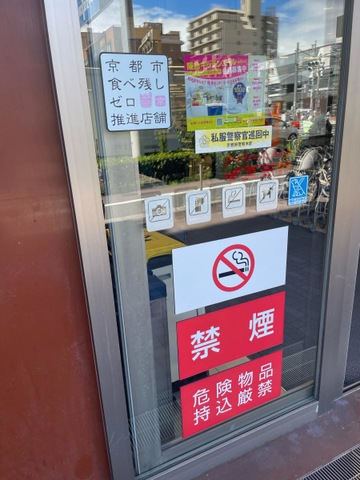 京都市
食べ残し
ゼロ
推進店舗
私服警察官巡回中
禁煙
危険物品
持込厳禁